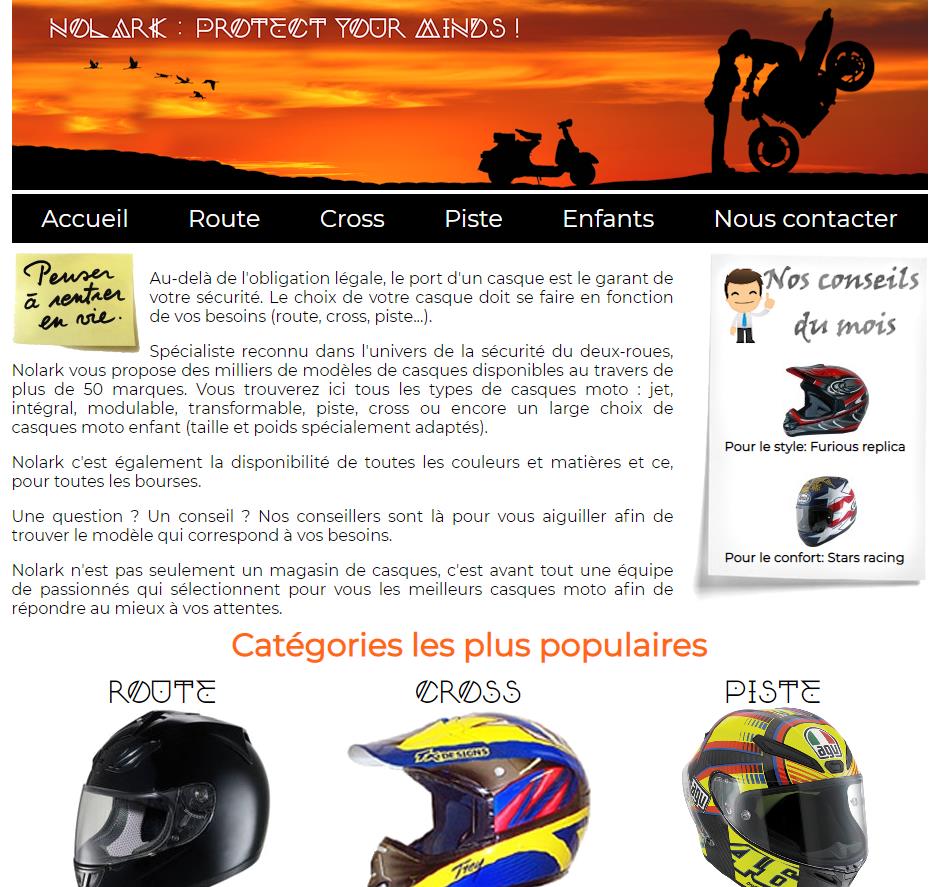 NOLARK : PROTECT YOUR MINDS !
Accueil Route Cross Piste Enfants Nous contacter
Penser
à rentrer
en vie.
Au-delà de l'obligation légale, le port d'un casque est le garant de
votre sécurité. Le choix de votre casque doit se faire en fonction
de vos besoins (route, cross, piste...).
Spécialiste reconnu dans l'univers de la sécurité du deux-roues,
Nolark vous propose des milliers de modèles de casques disponibles au travers de
plus de 50 marques. Vous trouverez ici tous les types de casques moto : jet,
intégral, modulable, transformable, piste, cross ou encore un large choix de
casques moto enfant (taille et poids spécialement adaptés).
Nolark c'est également la disponibilité de toutes les couleurs et matières et ce,
pour toutes les bourses.
Une question ? Un conseil ? Nos conseillers sont là pour vous aiguiller afin de
trouver le modèle qui correspond à vos besoins.
Nolark n'est pas seulement un magasin de casques, c'est avant tout une équipe
de passionnés qui sélectionnent pour vous les meilleurs casques moto afin de
répondre au mieux à vos attentes.
Nos conseils
du mois
Pour le style: Furious replica
Pour le confort: Stars racing
Catégories les plus populaires
ROUTE
CROSS
PISTE
DESIGNS
Troy
AGV
AGV